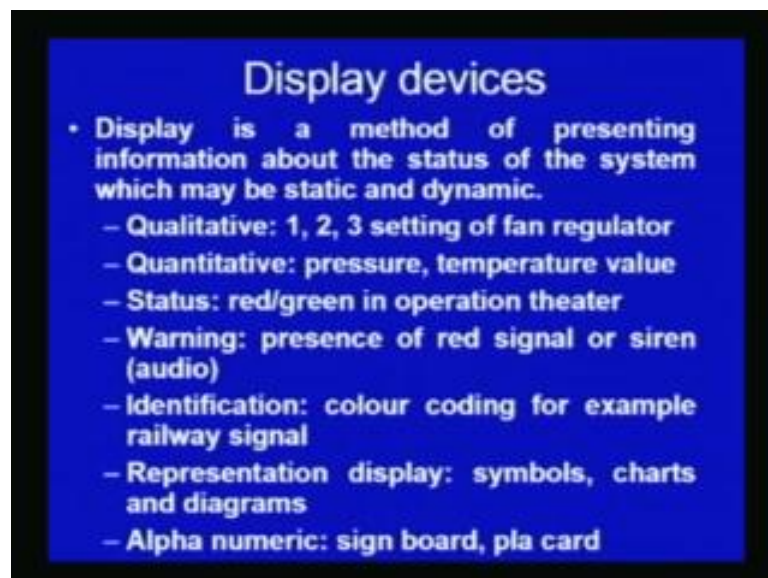 Display devices
• Display is a method of presenting
information about the status of the system
which may be static and dynamic.
– Qualitative: 1, 2, 3 setting of fan regulator
– Quantitative: pressure, temperature value
– Status: red/green in operation theater
– Warning: presence of red signal or siren
(audio)
– Identification: colour coding for example
railway signal
– Representation display: symbols, charts
and diagrams
– Alpha numeric: sign board, pla card